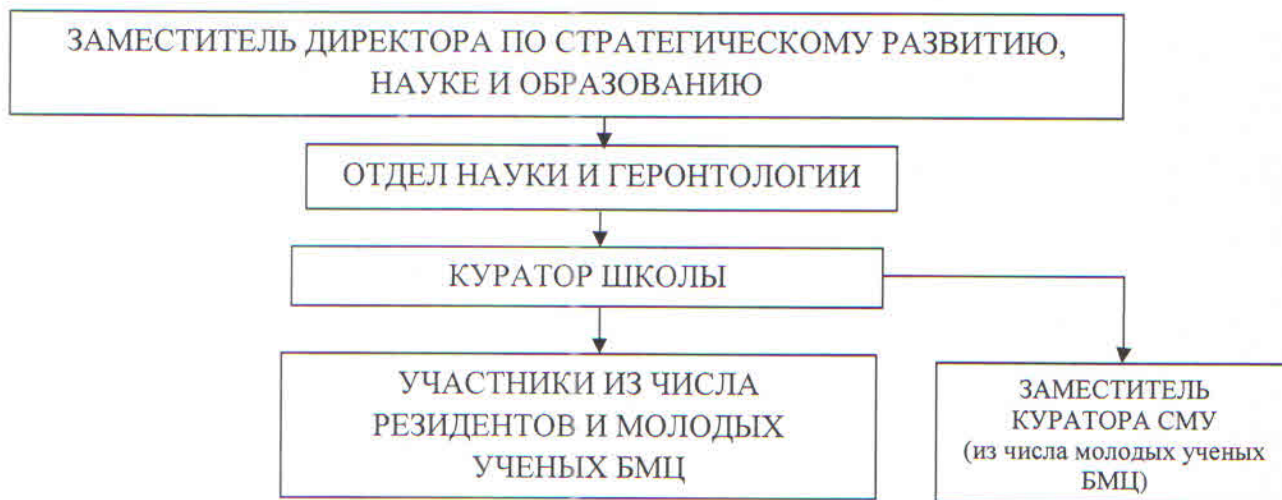 ЗАМЕСТИТЕЛЬ ДИРЕКТОРА ПО СТРАТЕГИЧЕСКОМУ РАЗВИТИЮ,
НАУКЕ И ОБРАЗОВАНИЮ
ОТДЕЛ НАУКИ И ГЕРОНТОЛОГИИ
КУРАТОР ШКОЛЫ
УЧАСТНИКИ ИЗ ЧИСЛА
РЕЗИДЕНТОВ И МОЛОДЫХ
УЧЕНЫХ БМЦ
ЗАМЕСТИТЕЛЬ
КУРАТОРА СМУ
(из числа молодых ученых
БМЦ)